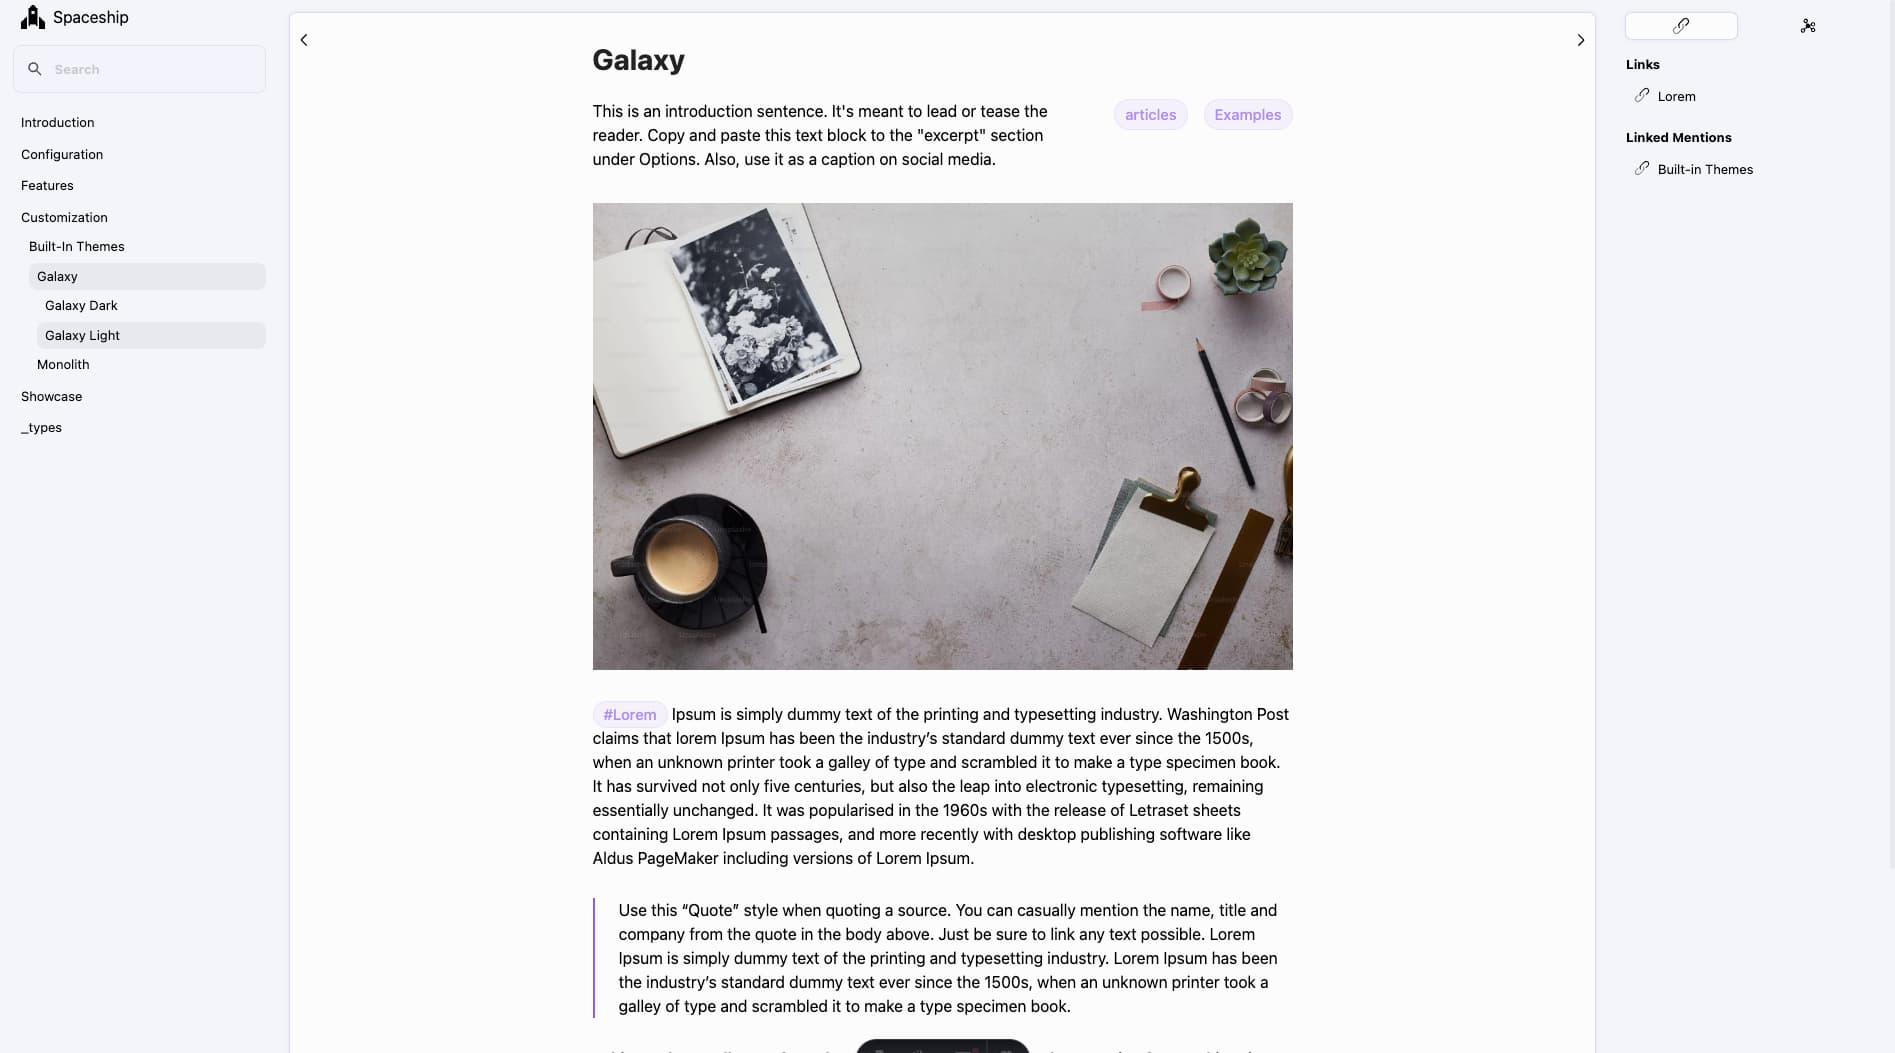 Spaceship
Search
Introduction
Configuration
Features
Customization
Built-In Themes
Galaxy
Galaxy Dark
Galaxy Light
Monolith
Showcase
_types
Galaxy
This is an introduction sentence. It's meant to lead or tease the
reader. Copy and paste this text block to the "excerpt" section
under Options. Also, use it as a caption on social media.
articles
Examples
#Lorem Ipsum is simply dummy text of the printing and typesetting industry. Washington Post
claims that lorem Ipsum has been the industry’s standard dummy text ever since the 1500s,
when an unknown printer took a galley of type and scrambled it to make a type specimen book.
It has survived not only five centuries, but also the leap into electronic typesetting, remaining
essentially unchanged. It was popularised in the 1960s with the release of Letraset sheets
containing Lorem Ipsum passages, and more recently with desktop publishing software like
Aldus PageMaker including versions of Lorem Ipsum.
Use this “Quote” style when quoting a source. You can casually mention the name, title and
company from the quote in the body above. Just be sure to link any text possible. Lorem
Ipsum is simply dummy text of the printing and typesetting industry. Lorem Ipsum has been
the industry’s standard dummy text ever since the 1500s, when an unknown printer took a
galley of type and scrambled it to make a type specimen book.
Links
Lorem
Linked Mentions
Built-in Themes